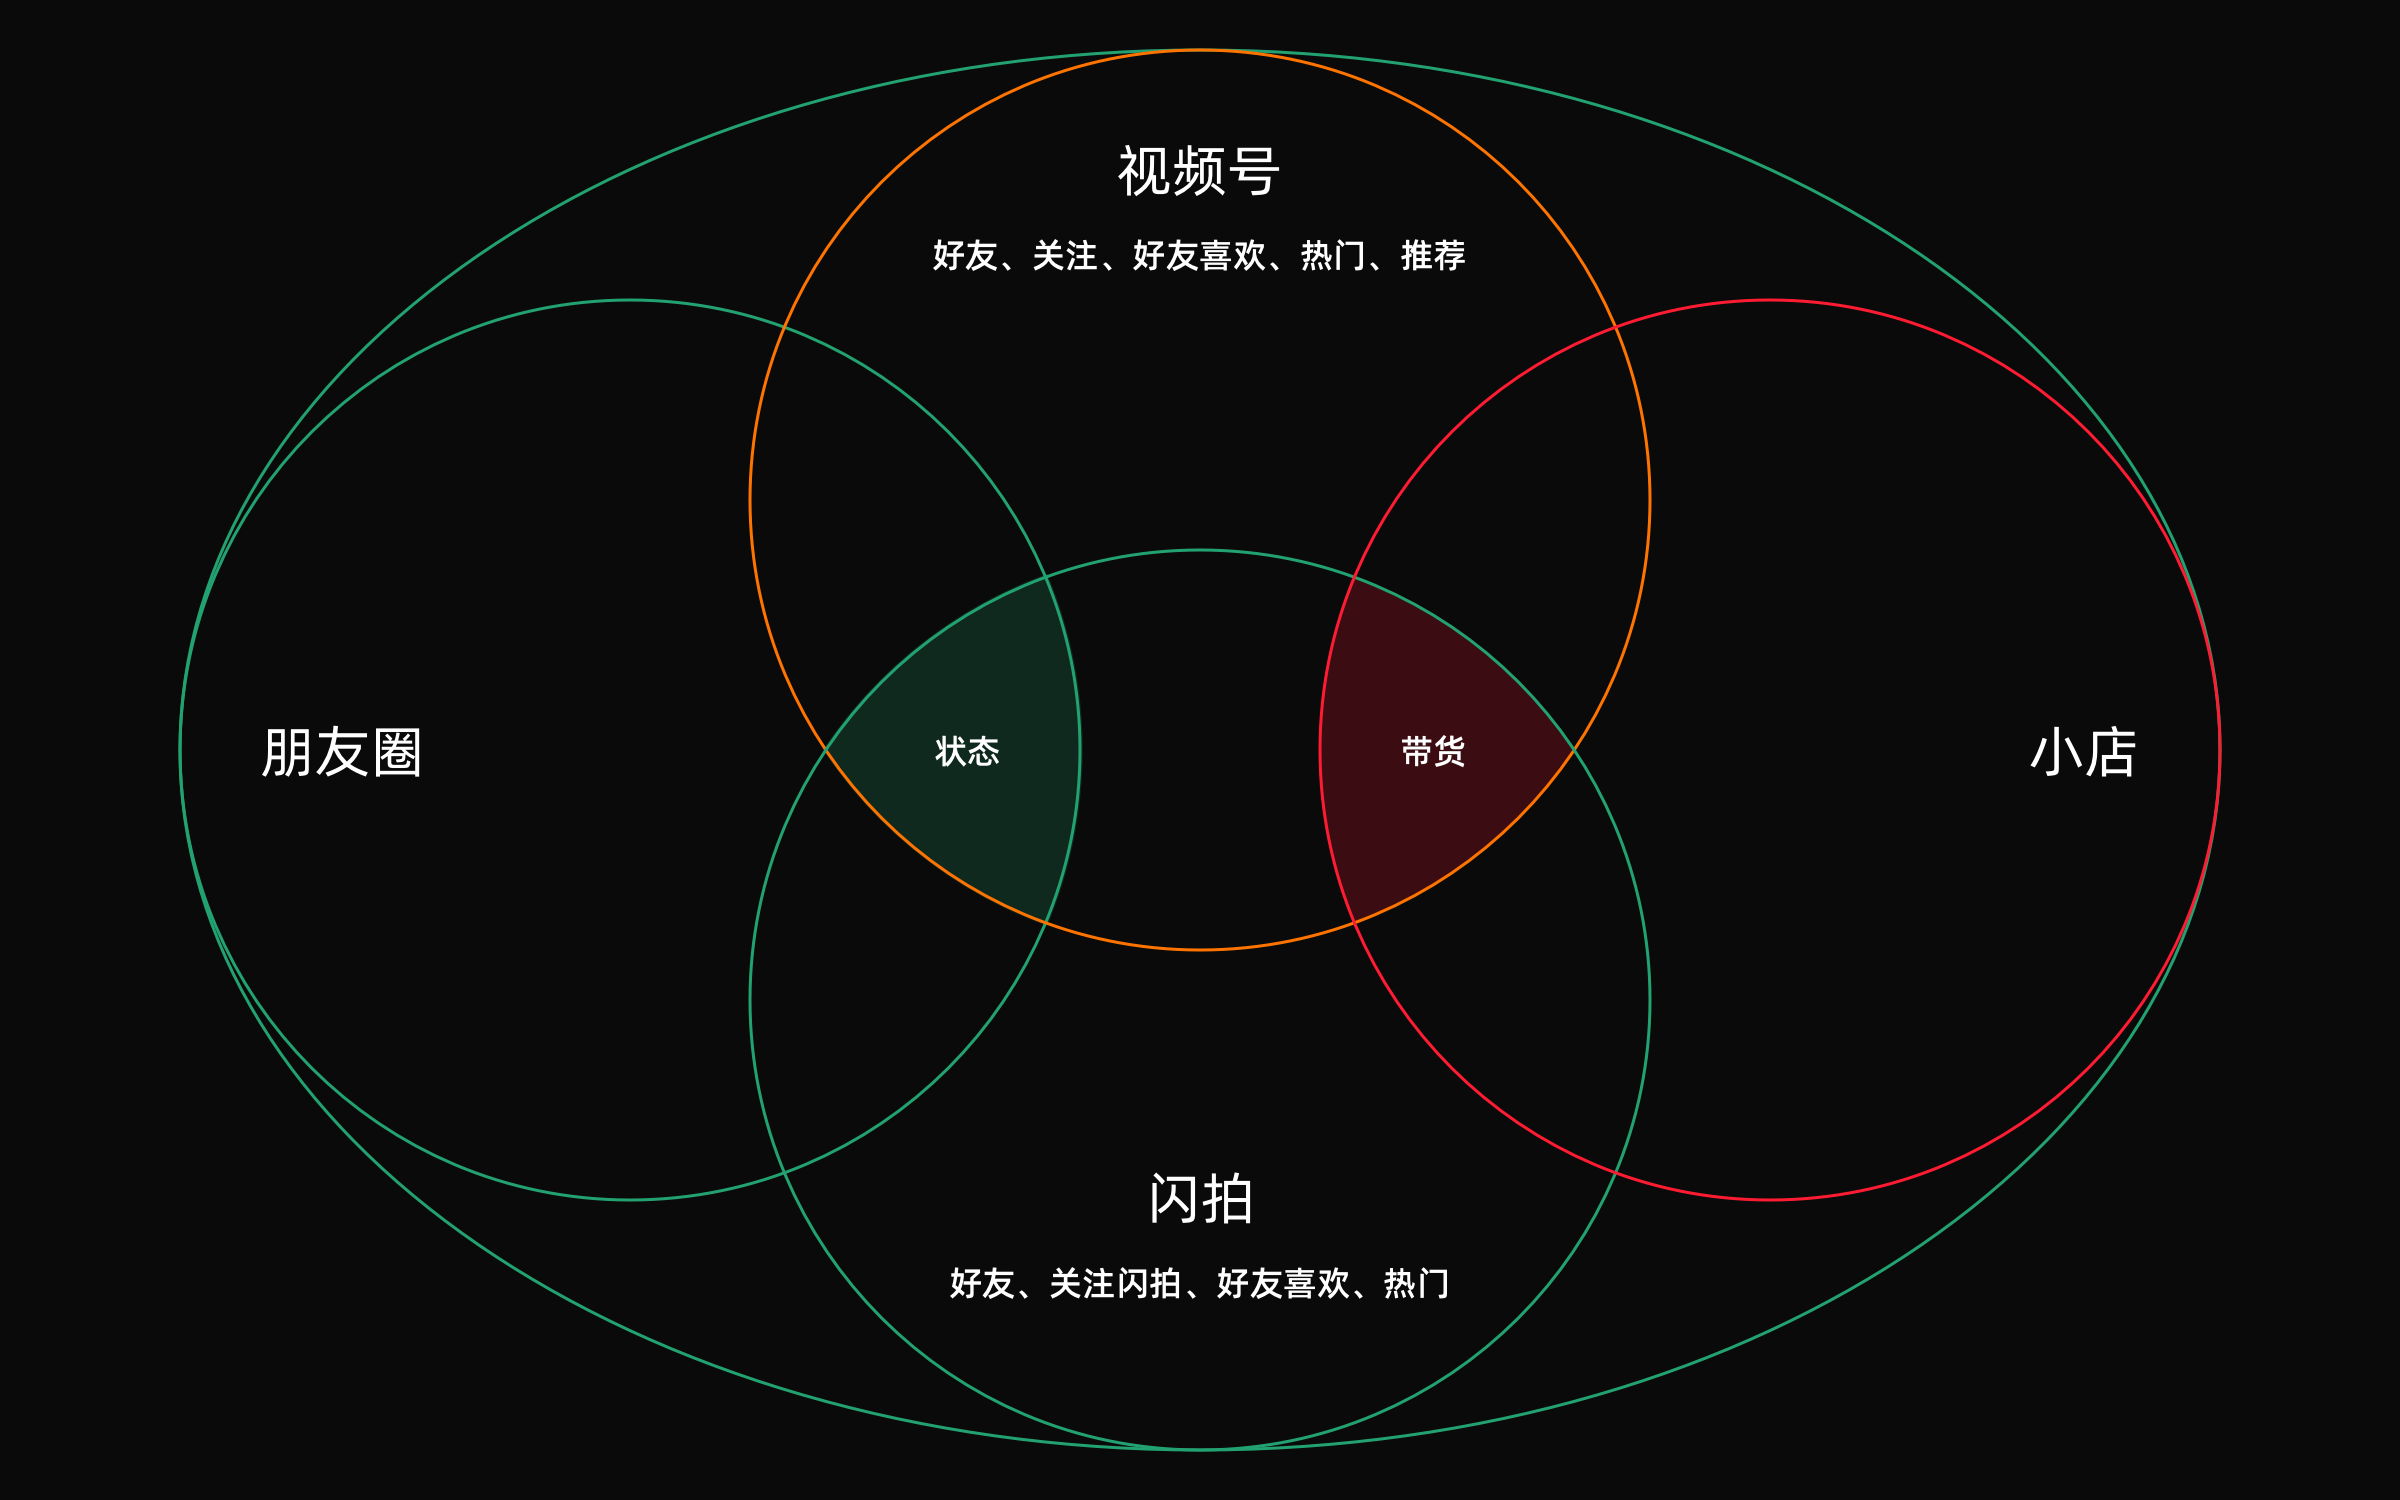 视频号
好友、关注、好友喜欢、热门、推荐
朋友圈
状态
带货
小店
闪拍
好友、关注闪拍、好友喜欢、热门